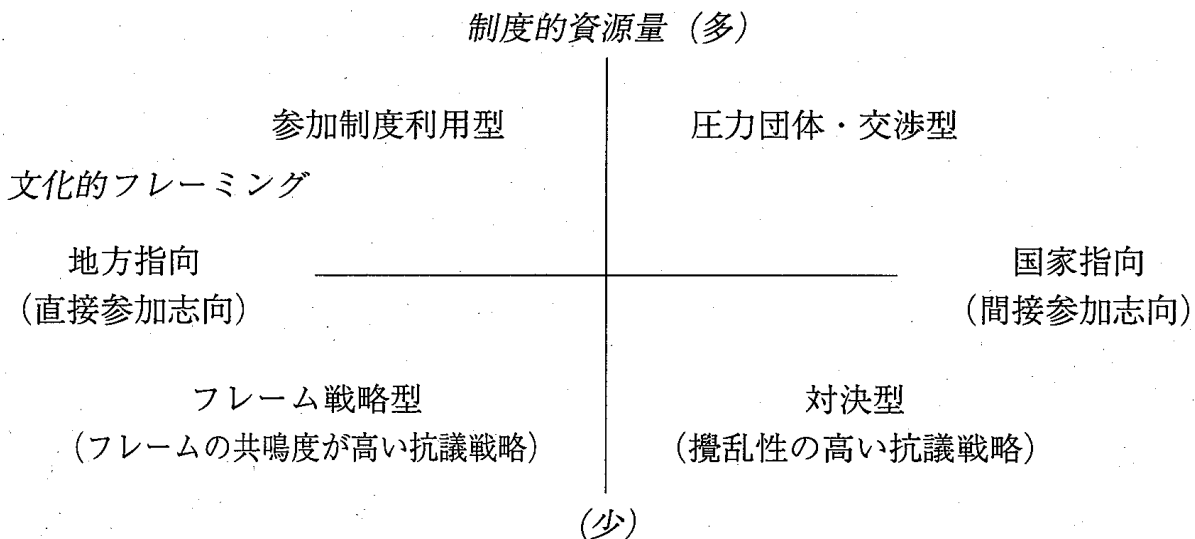 制度的資源量（多）
参加制度利用型
圧力団体・交渉型
文化的フレーミング
地方指向
（直接参加志向）
国家指向
（間接参加志向）
フレーム戦略型
（フレームの共鳴度が高い抗議戦略）
対決型
（攪乱性の高い抗議戦略）
（少）